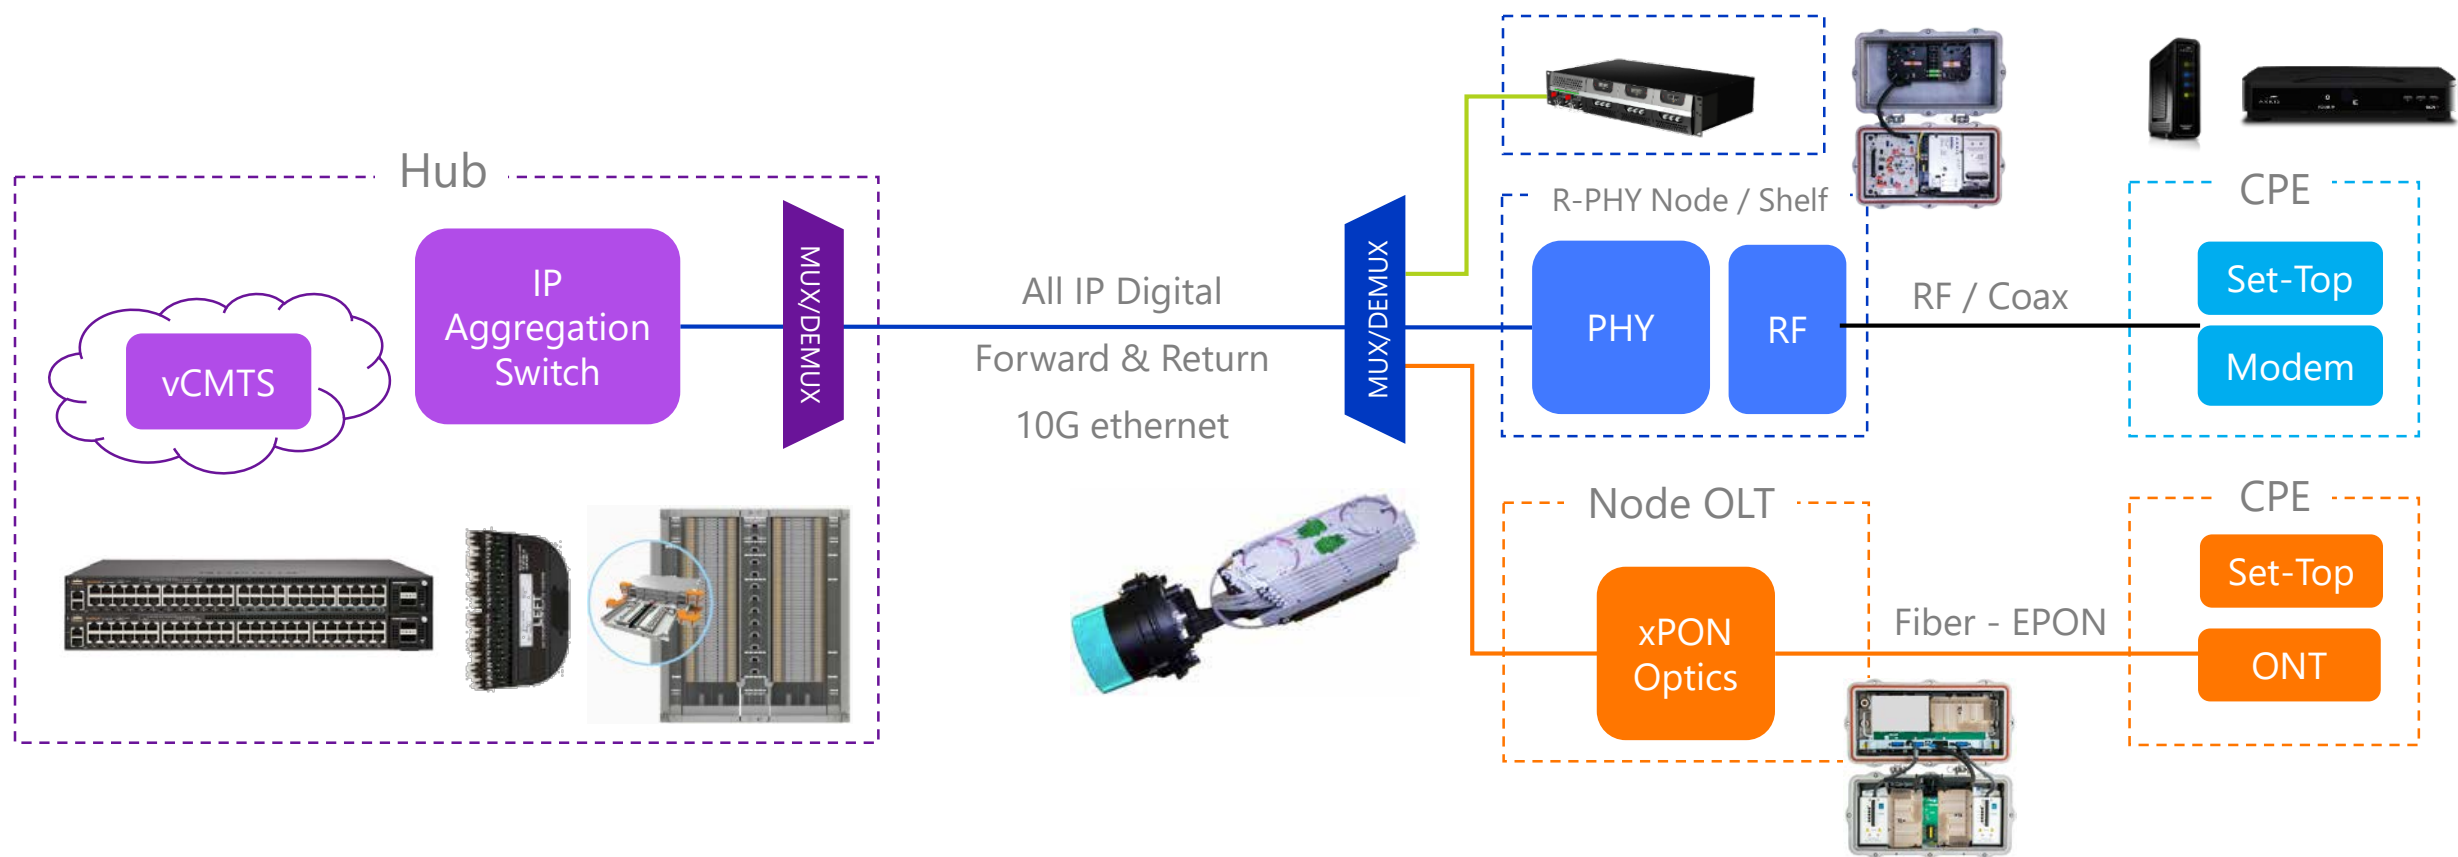 Hub
vCMTS
IP
Aggregation
Switch
MUX/DEMUX
LEFT
All IP Digital
Forward & Return
10G ethernet
MUX/DEMUX
R-PHY Node / Shelf
PHY
RF
RF / Coax
CPE
Set-Top
Modem
Node OLT
xPON
Optics
Fiber - EPON
CPE
Set-Top
ONT